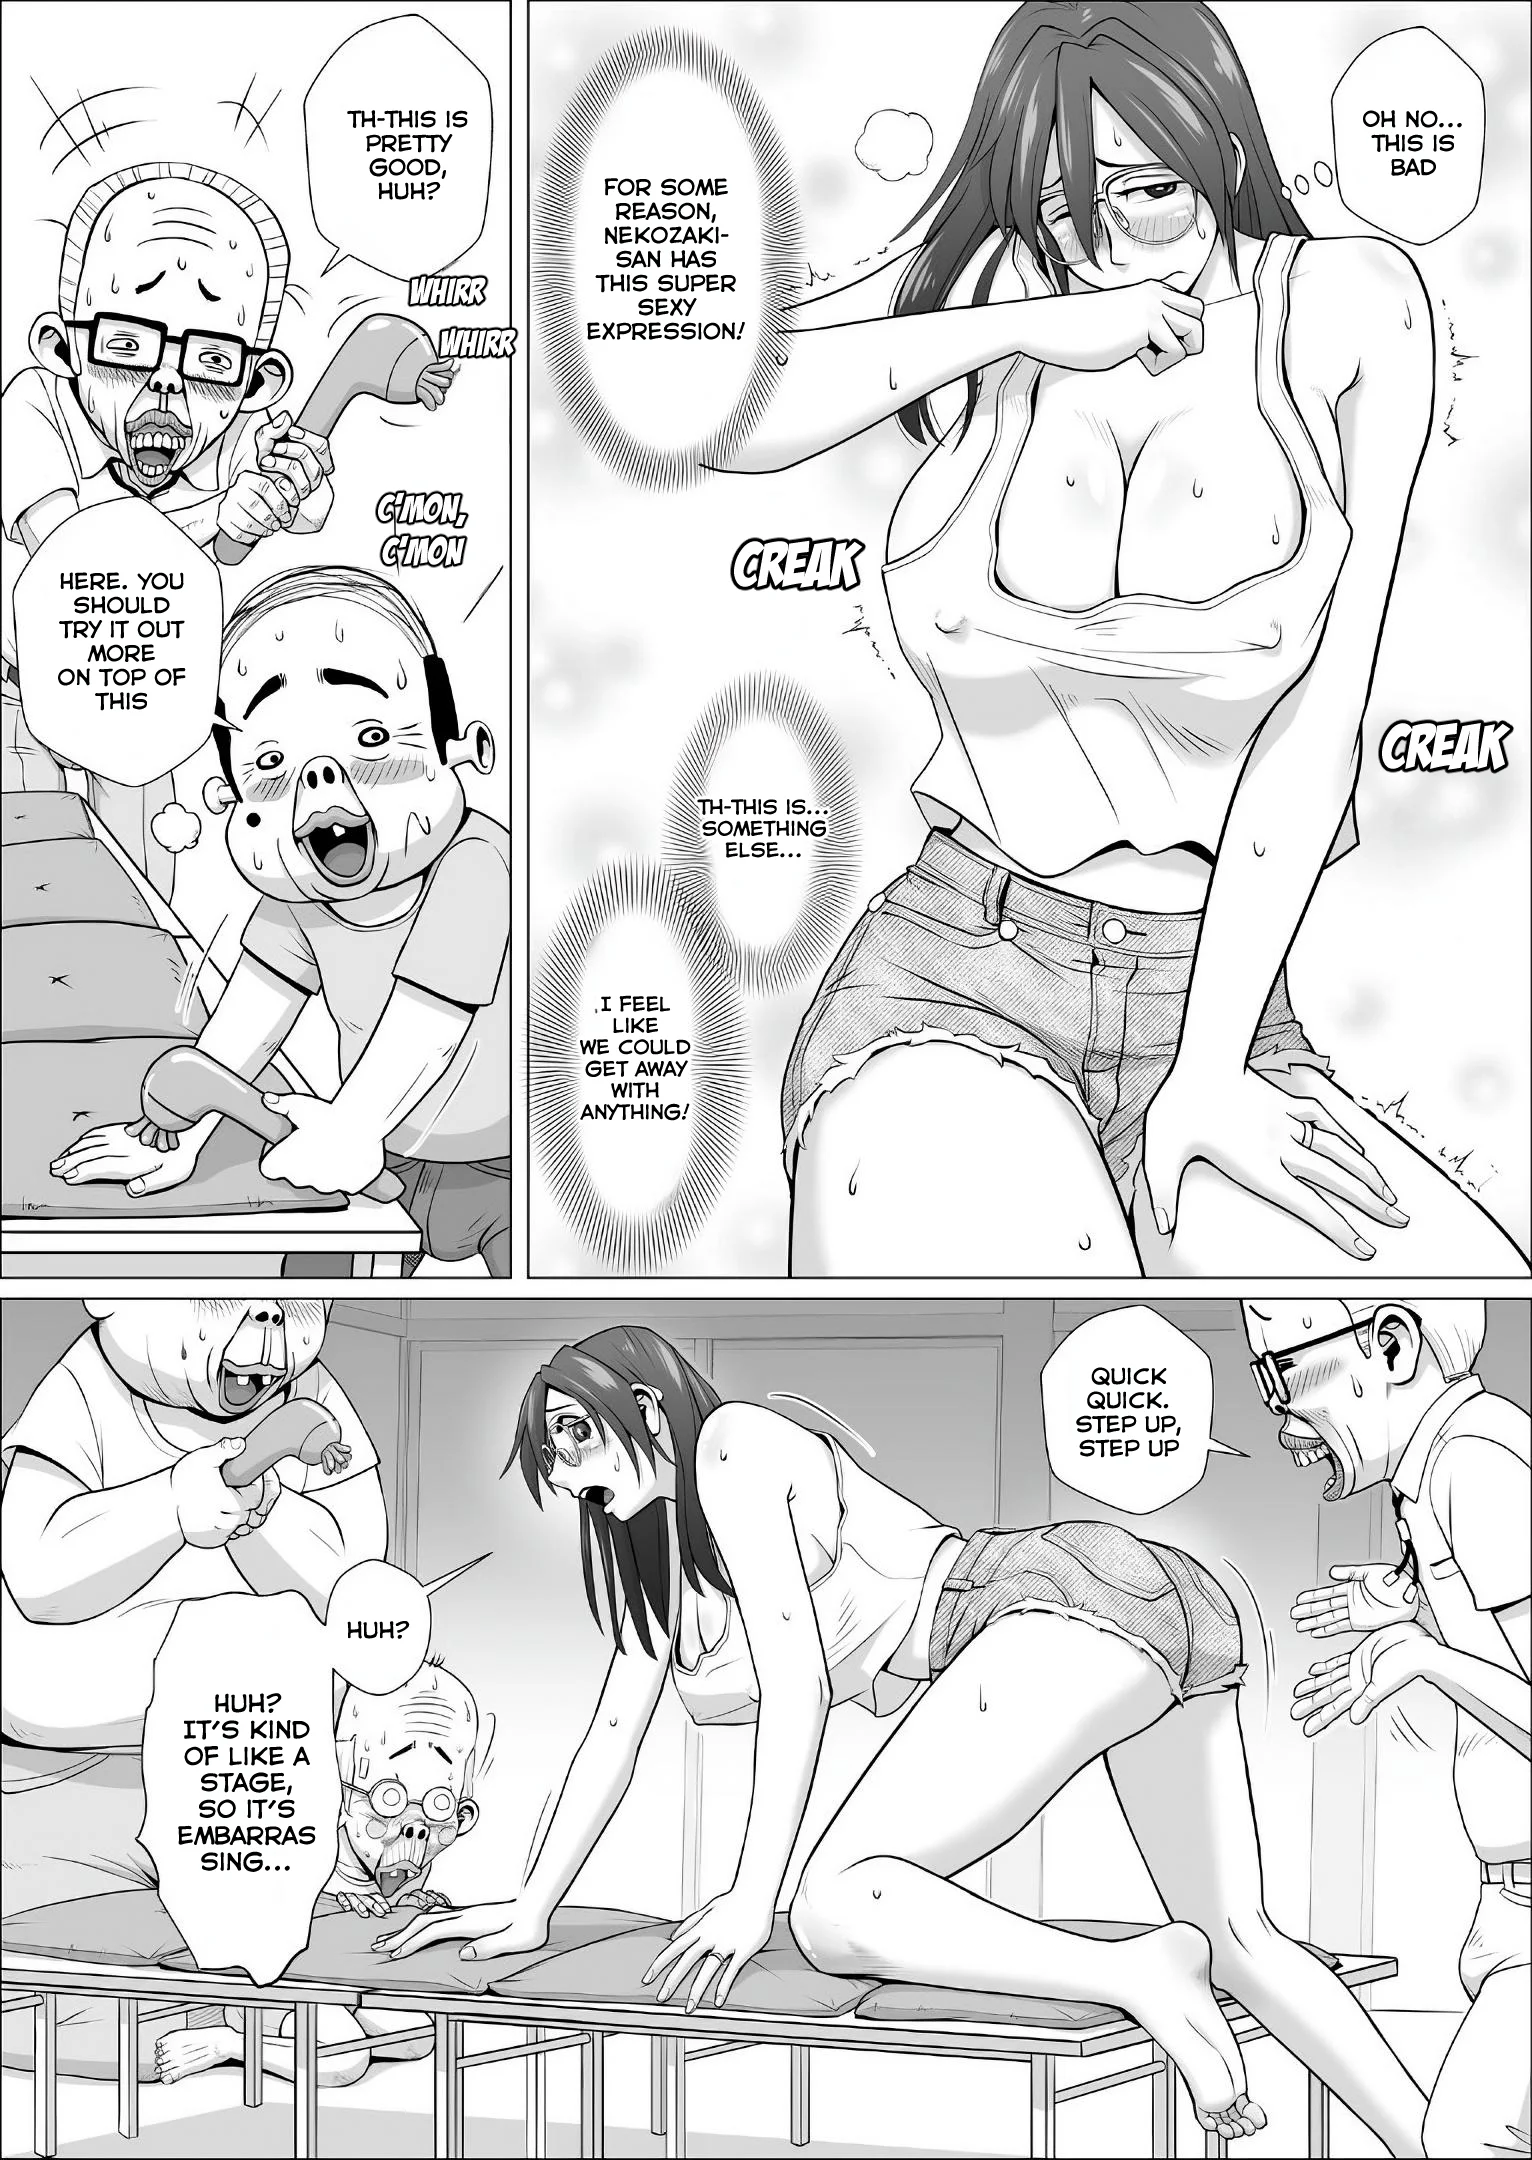 TH-THIS IS
PRETTY
GOOD,
HUH?
WHIRR
WHIRR
C'MON,
C'MON
HERE. YOU
SHOULD
TRY IT OUT
MORE
ON TOP OF
THIS
OH NO...
THIS IS
BAD
FOR SOME
REASON,
NEKOZAKI-
SAN HAS
THIS SUPER
SEXY
EXPRESSION!
CREAK
CREAK
TH-THIS IS...
SOMETHING
ELSE...
I FEEL
LIKE
WE COULD
GET AWAY
WITH
ANYTHING!
QUICK
QUICK.
STEP UP,
STEP UP
HUH?
HUH?
IT'S KIND
OF LIKE A
STAGE,
SO IT'S
EMBARRAS
SING...